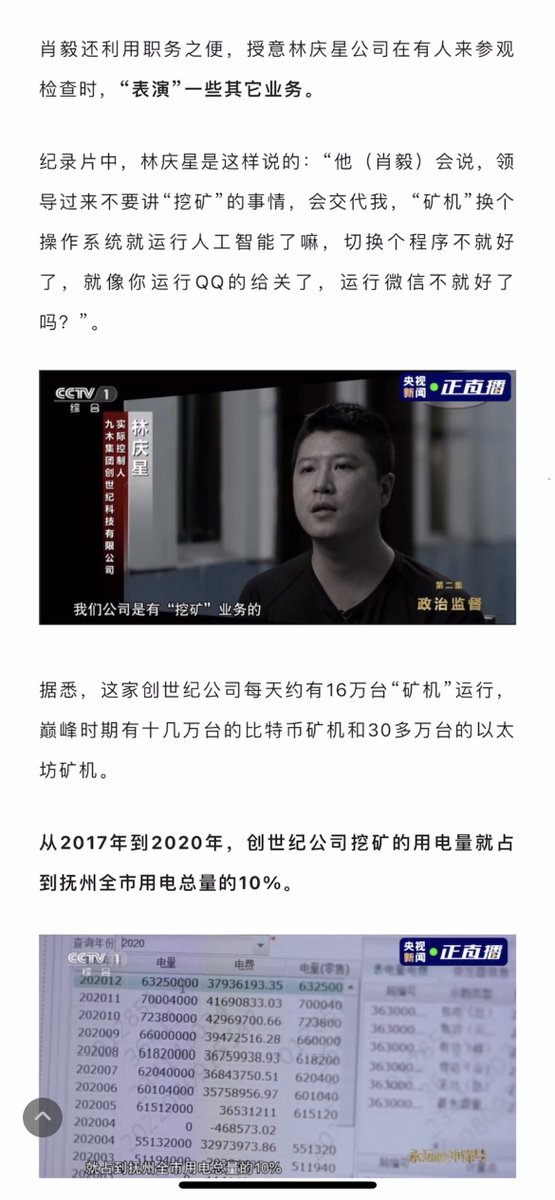 肖毅还利用职务之便，授意林庆星公司在有人来参观
检查时，“表演”一些其它业务。
纪录片中，林庆星是这样说的：“他（肖毅）会说，领
导过来不要讲“挖矿”的事情，会交代我，“矿机”换个
操作系统就运行人工智能了嘛，切换个程序不就好
了，就像你运行QQ的给关了，运行微信不就好了
吗？”。
CCTV 1
综合
央视
新闻
正直播
林庆星
实际控制人
九木集团创世纪科技有限公司
第二集
政治监督
我们公司是有“挖矿”业务的
据悉，这家创世纪公司每天约有16万台“矿机”运行，
巅峰时期有十几万台的比特币矿机和30多万台的以太
坊矿机。
从2017年到2020年，创世纪公司挖矿的用电量就占
到抚州全市用电总量的10%。
查询年份 2020
CCTV 1
综合
央视
新闻
正直播
电量 电费 电量(零售)
202012 63250000 37936193.35 632500
202011 70004000 41690833.03 700040
202010 72380000 42969700.66 723800
202009 66000000 39472516.28 660000
202008 61820000 36759938.93 618200
202007 62040000 36843750.51 620400
202006 60104000 35758956.97 601040
202005 61512000 36531211 615120
202004 0 -468573.02
202004 55132000 32973973.86 551320
202003 51194000 511940
363000...
363000...
363000...
363000...
363000...
永远吹冲锋号
就占到抚州全市用电总量的10%